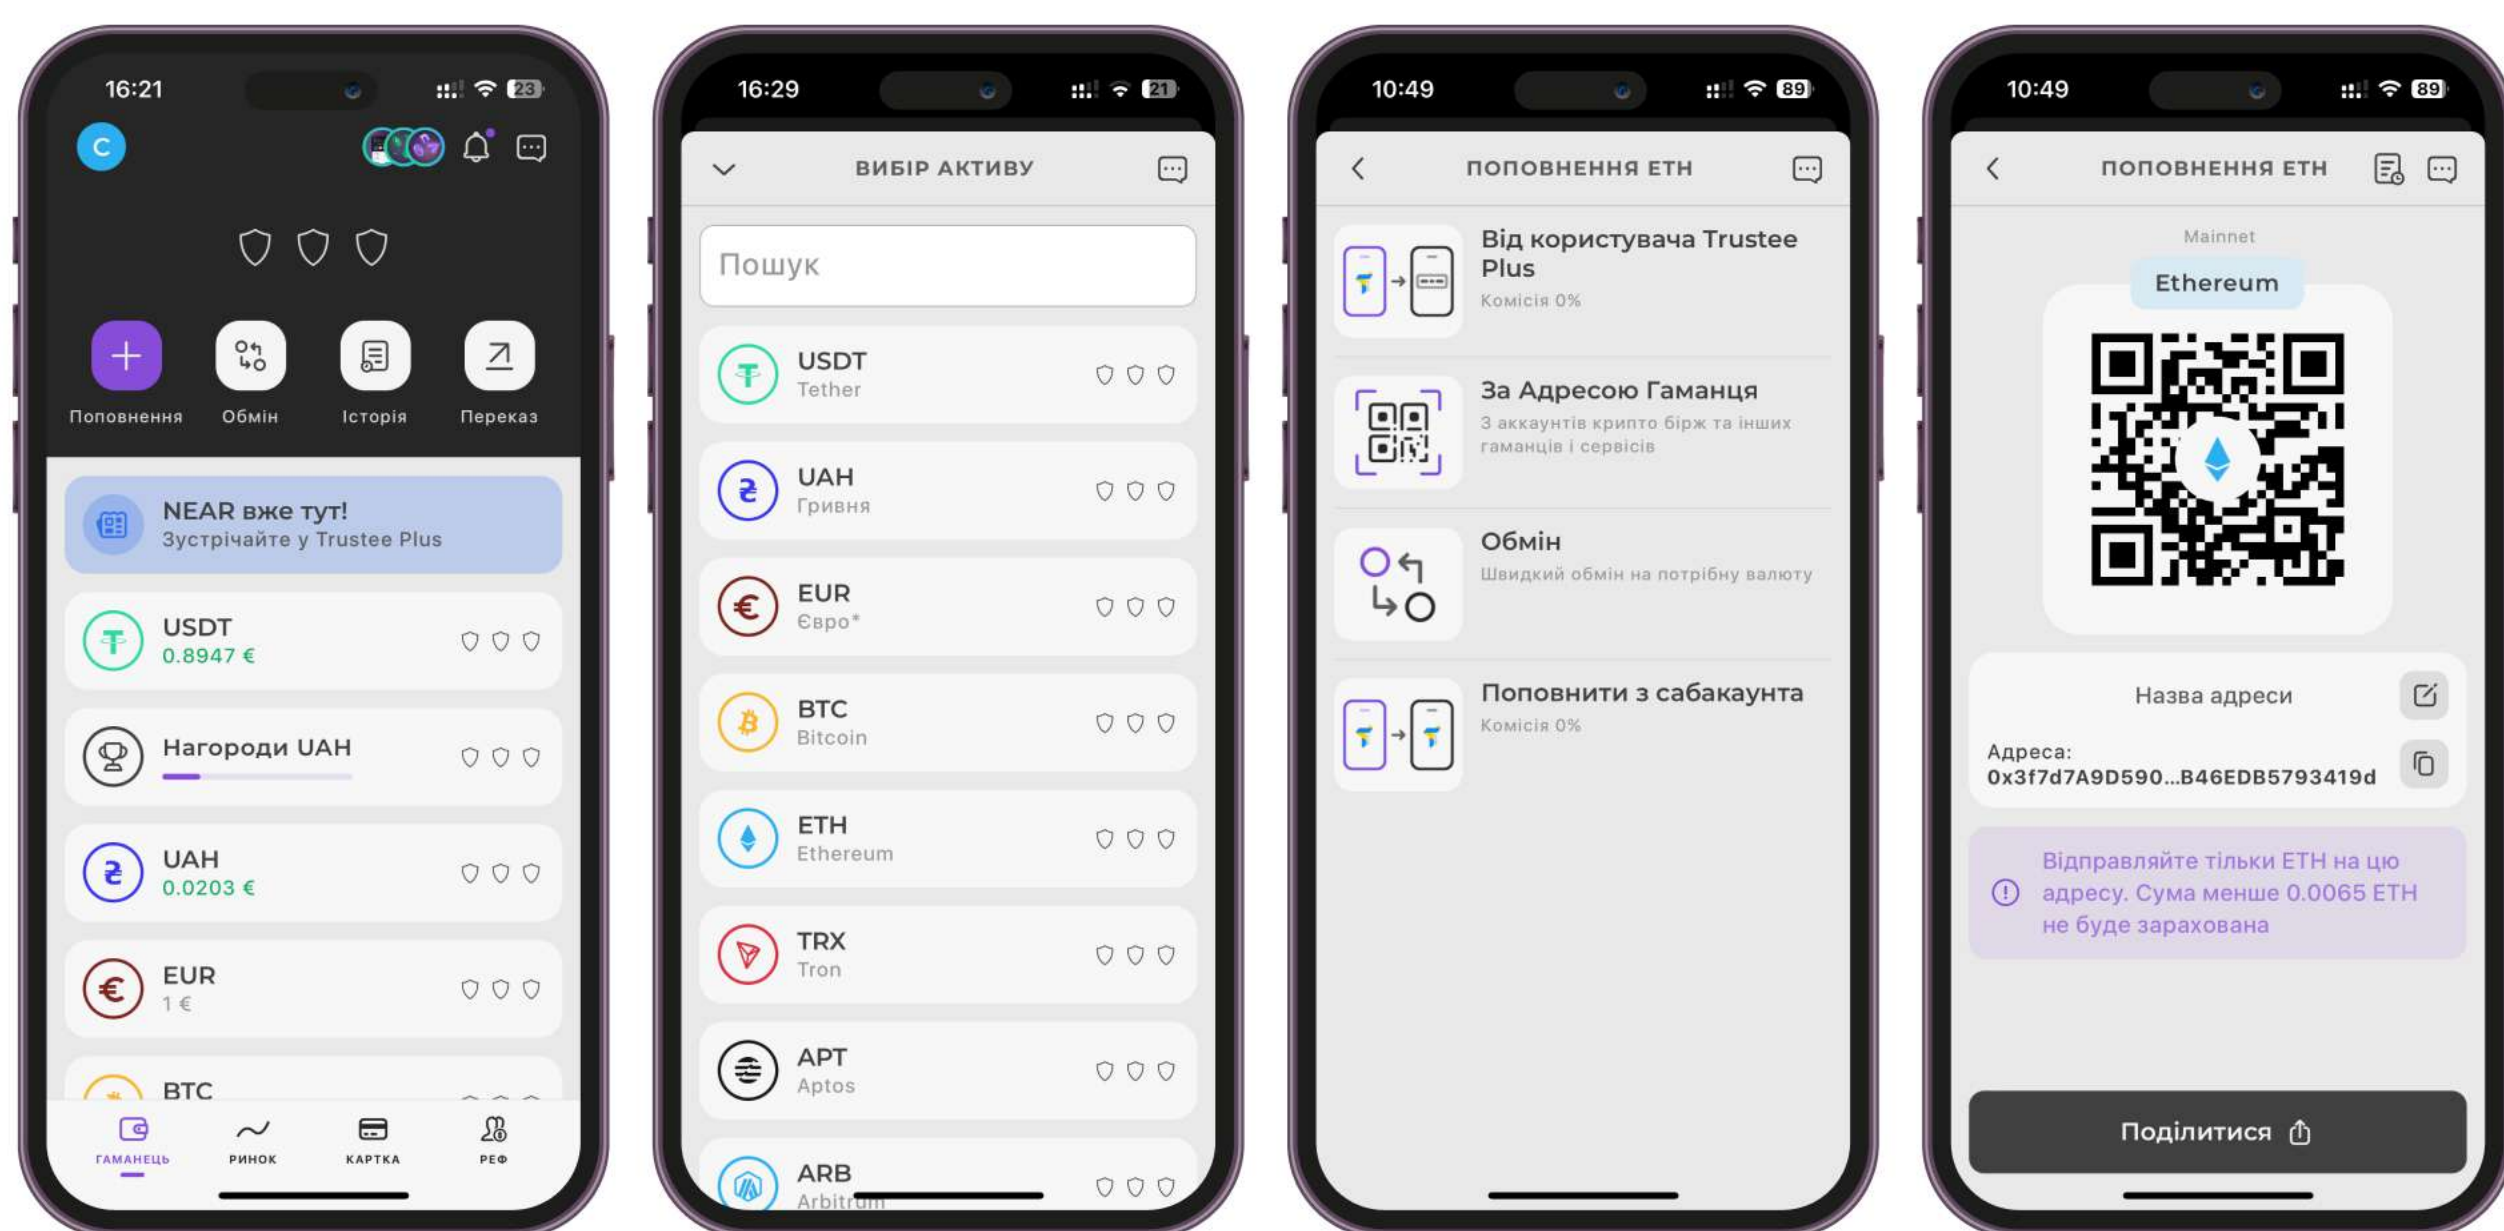 16:21
23
C
Поповнення
Обмін
Історія
Переказ
NEAR вже тут!
Зустрічайте у Trustee Plus
USDT
0.8947 €
Нагороди UAH
UAH
0.0203 €
EUR
1 €
BTC
ГАМАНЕЦЬ
РИНОК
КАРТКА
РЕФ
16:29
21
ВИБІР АКТИВУ
Пошук
USDT
Tether
UAH
Гривня
EUR
Євро*
BTC
Bitcoin
ETH
Ethereum
TRX
Tron
APT
Aptos
ARB
Arbitrum
10:49
89
ПОПОВНЕННЯ ETH
Від користувача Trustee
Plus
Комісія 0%
За Адресою Гаманця
З аккаунтів крипто бірж та інших
гаманців і сервісів
Обмін
Швидкий обмін на потрібну валюту
Поповнити з сабакаунта
Комісія 0%
10:49
89
ПОПОВНЕННЯ ETH
Mainnet
Ethereum
Назва адреси
Адреса:
0x3f7d7A9D590...B46EDB5793419d
Відправляйте тільки ETH на цю
адресу. Сума менше 0.0065 ETH
не буде зарахована
Поділитися